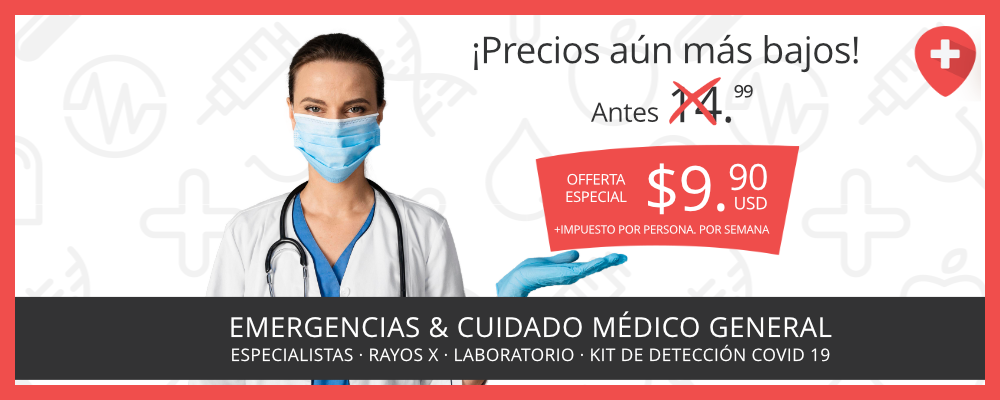 ¡Precios aún más bajos!
Antes 14.99
OFFERTA
ESPECIAL
$9.90
USD
+IMPUESTO POR PERSONA. POR SEMANA
EMERGENCIAS & CUIDADO MÉDICO GENERAL
ESPECIALISTAS · RAYOS X · LABORATORIO · KIT DE DETECCIÓN COVID 19